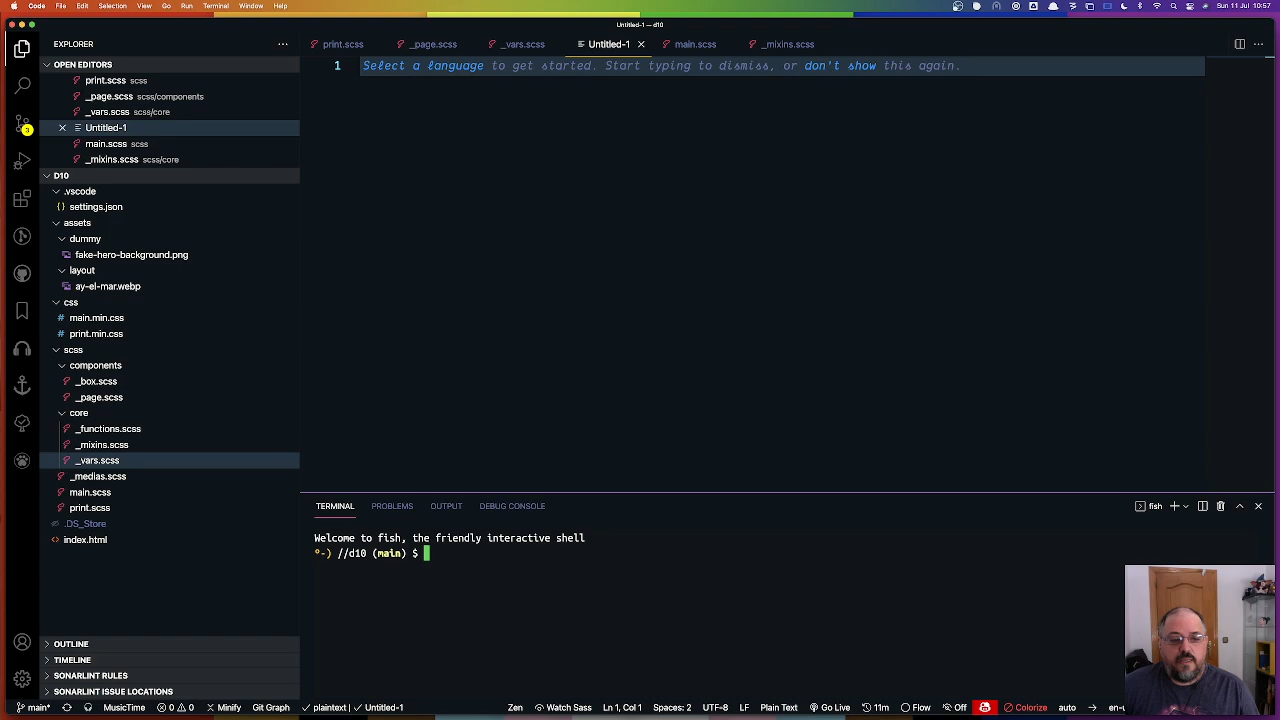 Code File Edit Selection View Go Run Terminal Window Help
Sun 11 Jul 10:57
Untitled-1 — d10
EXPLORER
print.scss _page.scss _vars.scss Untitled-1 main.scss _mixins.scss
OPEN EDITORS
1 Select a language to get started. Start typing to dismiss, or don't show this again.
print.scss scss
_page.scss scss/components
_vars.scss scss/core
3
Untitled-1
main.scss scss
_mixins.scss scss/core
D10
.vscode
{} settings.json
assets
dummy
fake-hero-background.png
layout
ay-el-mar.webp
css
# main.min.css
# print.min.css
scss
components
_box.scss
_page.scss
core
_functions.scss
_mixins.scss
_vars.scss
_medias.scss
main.scss
print.scss
.DS_Store
index.html
TERMINAL PROBLEMS OUTPUT DEBUG CONSOLE
fish
Welcome to fish, the friendly interactive shell
°-) //d10 (main) $
OUTLINE
TIMELINE
SONARLINT RULES
SONARLINT ISSUE LOCATIONS
main* 0 0 MusicTime 0 0 Minify Git Graph ✓ plaintext ✓ Untitled-1 Zen Watch Sass Ln 1, Col 1 Spaces: 2 UTF-8 LF Plain Text Go Live 11m Flow Off Colorize auto en-u